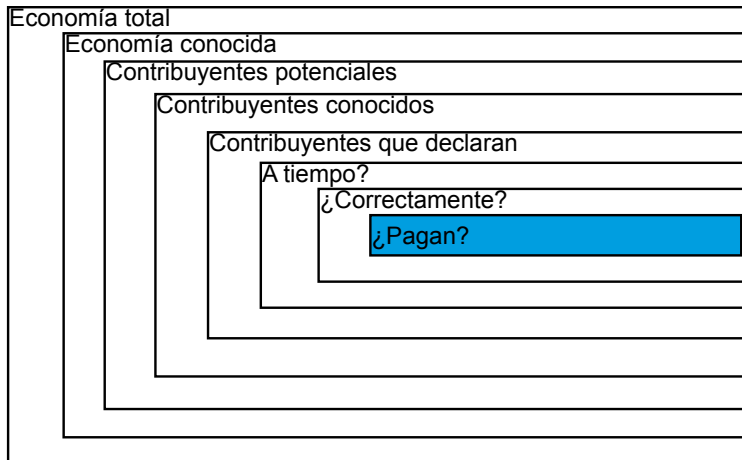 Economía total
Economía conocida
Contribuyentes potenciales
Contribuyentes conocidos
Contribuyentes que declaran
A tiempo?
¿Correctamente?
¿Pagan?